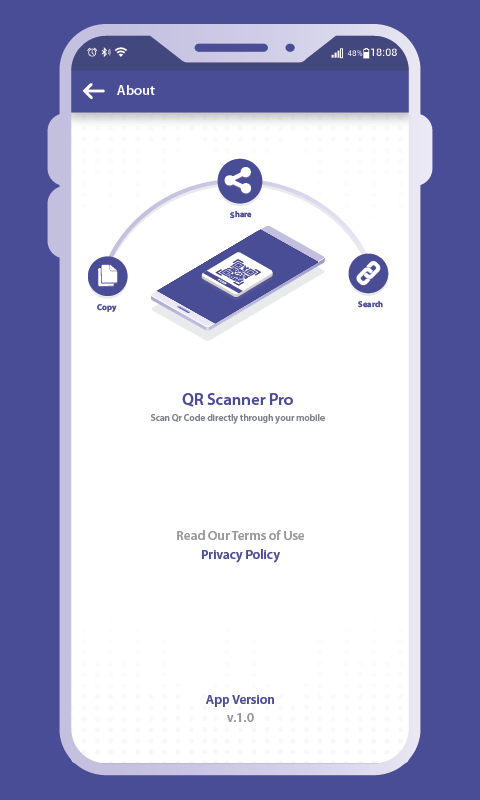 48% 18:08
About
Share
Copy
Search
QR Scanner Pro
Scan Qr Code directly through your mobile
Read Our Terms of Use
Privacy Policy
App Version
v.1.0